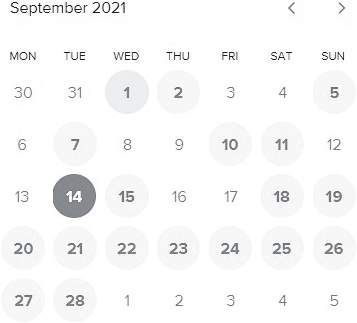 September 2021
MON TUE WED THU FRI SAT SUN
30 31 1 2 3 4 5
6 7 8 9 10 11 12
13 14 15 16 17 18 19
20 21 22 23 24 25 26
27 28 1 2 3 4 5